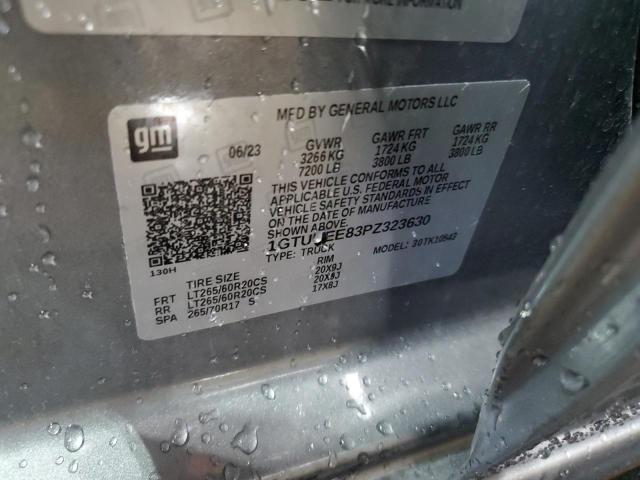 FOR MORE INFORMATION
gm
MFD BY GENERAL MOTORS LLC
06/23 GVWR GAWR FRT GAWR RR
3266 KG 1724 KG 1724 KG
7200 LB 3800 LB 3800 LB
THIS VEHICLE CONFORMS TO ALL
APPLICABLE U.S. FEDERAL MOTOR
VEHICLE SAFETY STANDARDS IN EFFECT
ON THE DATE OF MANUFACTURE
SHOWN ABOVE.
TYPE: TRUCK MODEL:
130H
TIRE SIZE RIM
FRT LT265/60R20CS 20X9J
RR LT265/60R20CS 20X9J
SPA 265/70R17 S 17X8J